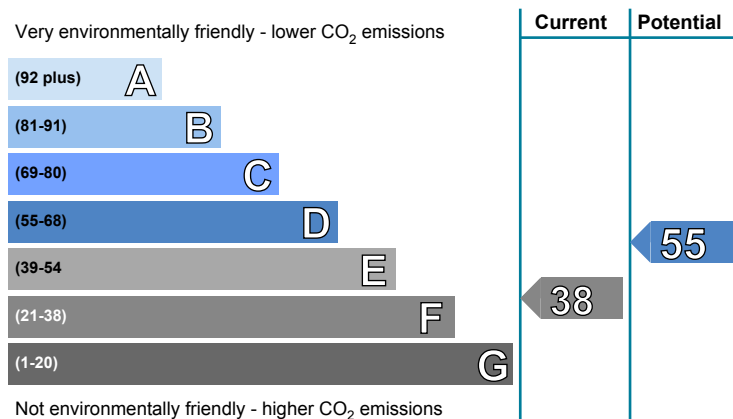 Very environmentally friendly - lower CO2 emissions
Current
Potential
(92 plus) A
(81-91) B
(69-80) C
(55-68) D
55
(39-54 E
38
(21-38) F
(1-20) G
Not environmentally friendly - higher CO2 emissions